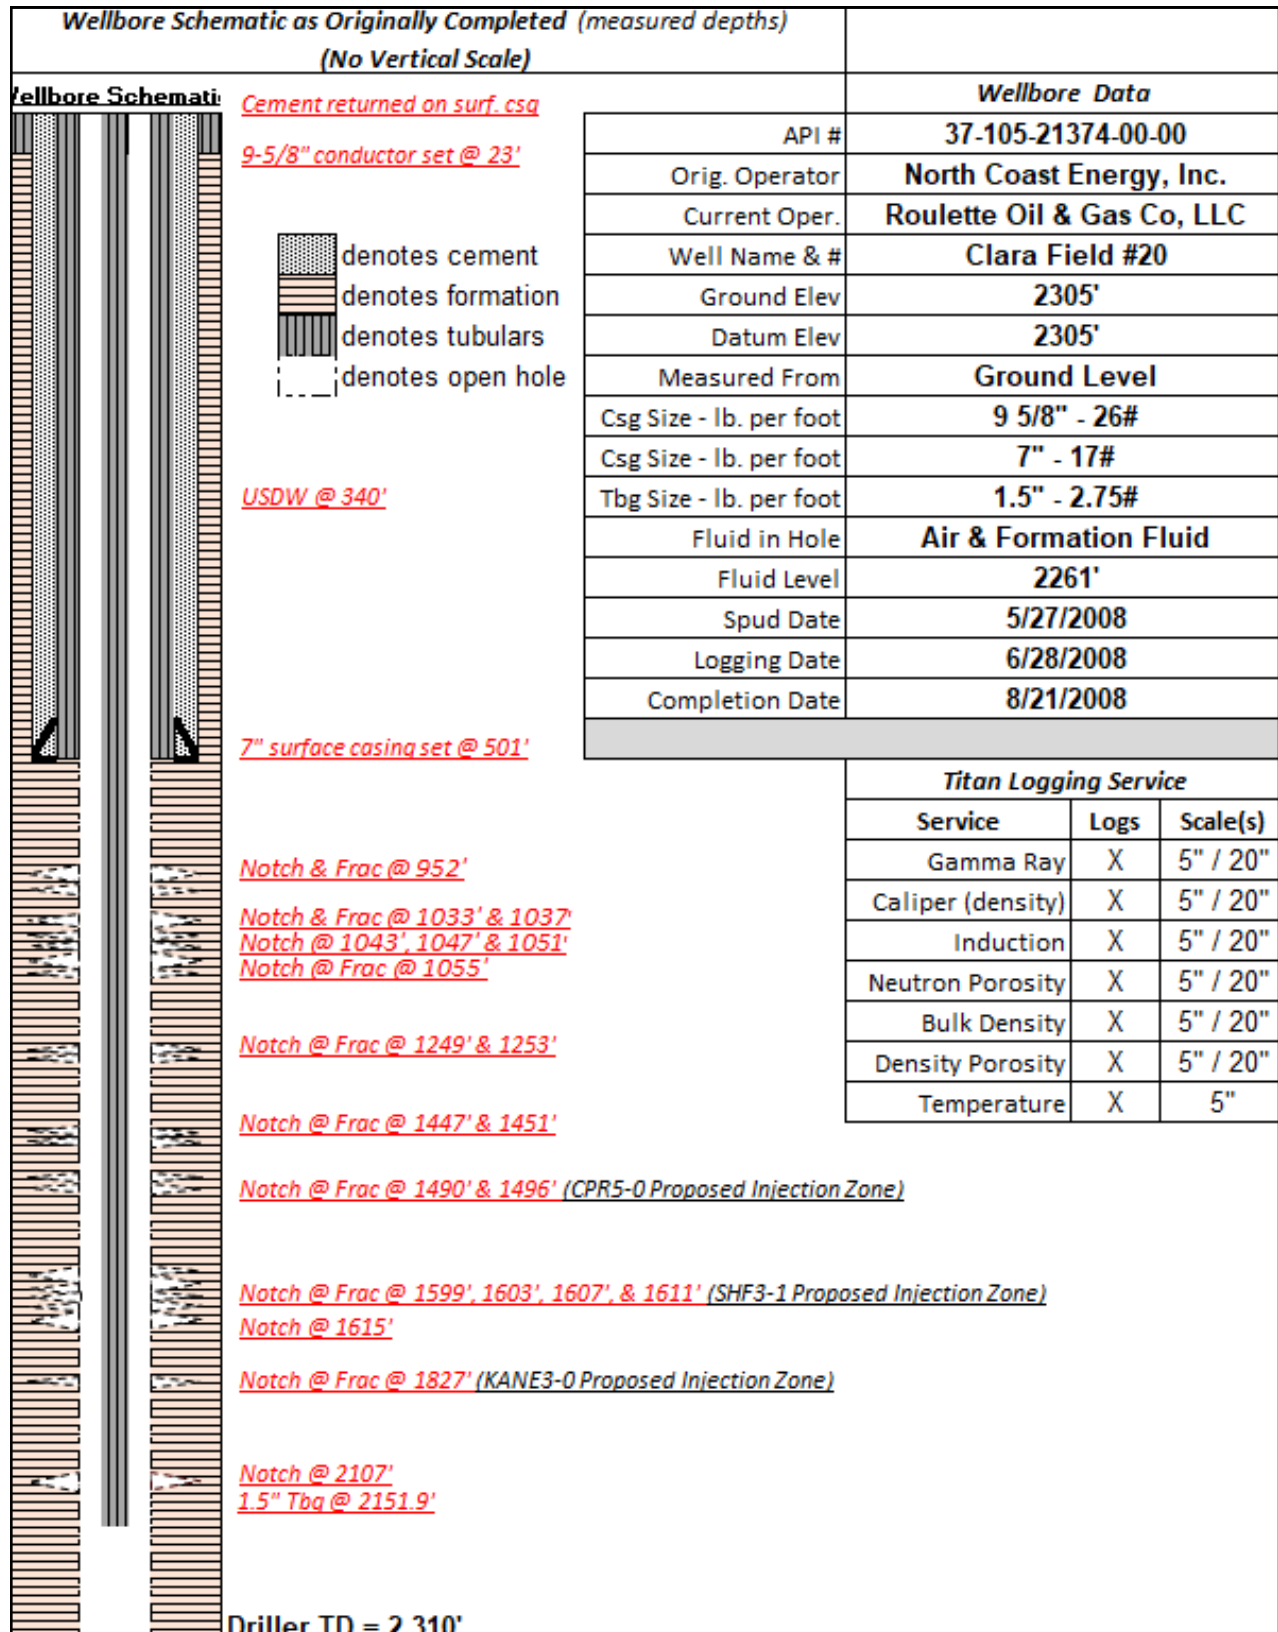 Wellbore Schematic as Originally Completed (measured depths)
(No Vertical Scale)
ellbore Schemati
Cement returned on surf. csg
9-5/8" conductor set @ 23'
denotes cement
denotes formation
denotes tubulars
denotes open hole
USDW @ 340'
7" surface casing set @ 501'
Notch & Frac @ 952'
Notch & Frac @ 1033' & 1037'
Notch @ 1043', 1047' & 1051'
Notch @ Frac @ 1055'
Notch @ Frac @ 1249' & 1253'
Notch @ Frac @ 1447' & 1451'
Notch @ Frac @ 1490' & 1496' (CPR5-0 Proposed Injection Zone)
Notch @ Frac @ 1599', 1603', 1607', & 1611' (SHF3-1 Proposed Injection Zone)
Notch @ 1615'
Notch @ Frac @ 1827' (KANE3-0 Proposed Injection Zone)
Notch @ 2107'
1.5" Tbg @ 2151.9'
Driller TD = 2,310'
Wellbore Data
API # 37-105-21374-00-00
Orig. Operator North Coast Energy, Inc.
Current Oper. Roulette Oil & Gas Co, LLC
Well Name & # Clara Field #20
Ground Elev 2305'
Datum Elev 2305'
Measured From Ground Level
Csg Size - lb. per foot 9 5/8" - 26#
Csg Size - lb. per foot 7" - 17#
Tbg Size - lb. per foot 1.5" - 2.75#
Fluid in Hole Air & Formation Fluid
Fluid Level 2261'
Spud Date 5/27/2008
Logging Date 6/28/2008
Completion Date 8/21/2008
Titan Logging Service
Service Logs Scale(s)
Gamma Ray X 5" / 20"
Caliper (density) X 5" / 20"
Induction X 5" / 20"
Neutron Porosity X 5" / 20"
Bulk Density X 5" / 20"
Density Porosity X 5" / 20"
Temperature X 5"